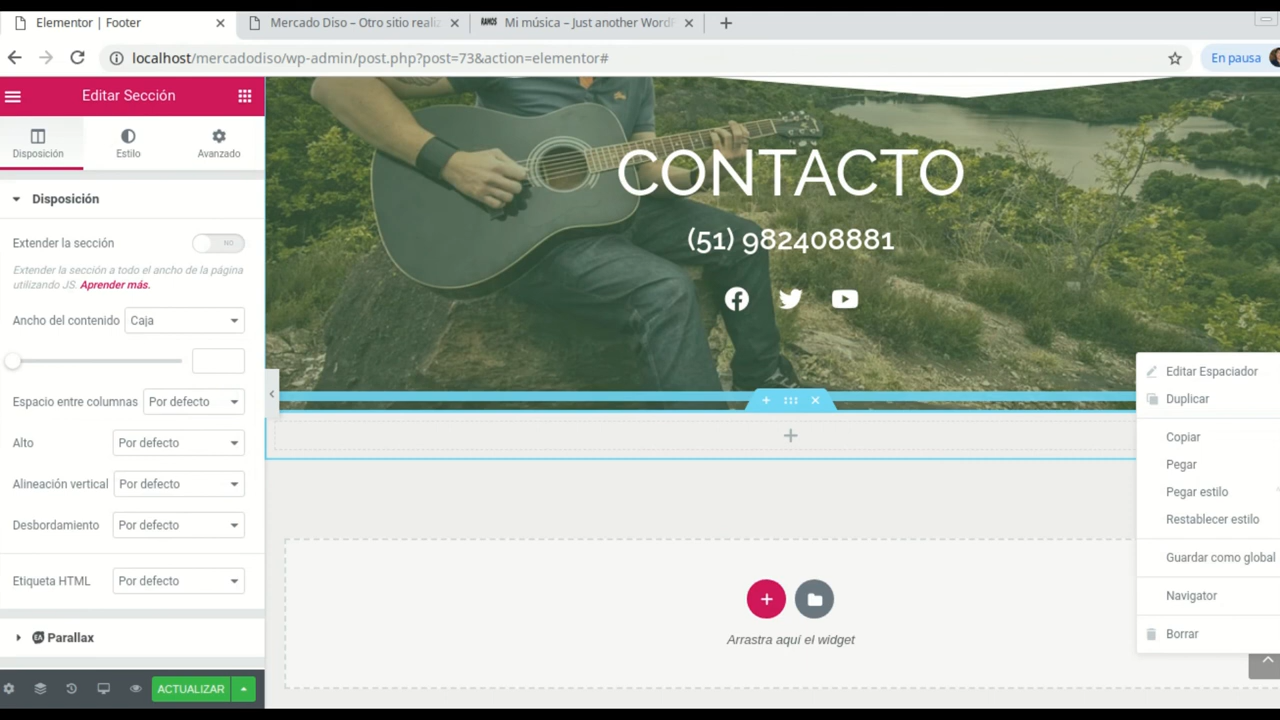 Elementor | Footer
Mercado Diso – Otro sitio realiz
RAMOS Mi música – Just another WordP
localhost/mercadodiso/wp-admin/post.php?post=73&action=elementor#
En pausa
Editar Sección
Disposición
Estilo
Avanzado
Disposición
Extender la sección
NO
Extender la sección a todo el ancho de la página
utilizando JS. Aprender más.
Ancho del contenido
Caja
Espacio entre columnas
Por defecto
Alto
Por defecto
Alineación vertical
Por defecto
Desbordamiento
Por defecto
Etiqueta HTML
Por defecto
EA Parallax
ACTUALIZAR
CONTACTO
(51) 982408881
Arrastra aquí el widget
Editar Espaciador
Duplicar
Copiar
Pegar
Pegar estilo
Restablecer estilo
Guardar como global
Navigator
Borrar